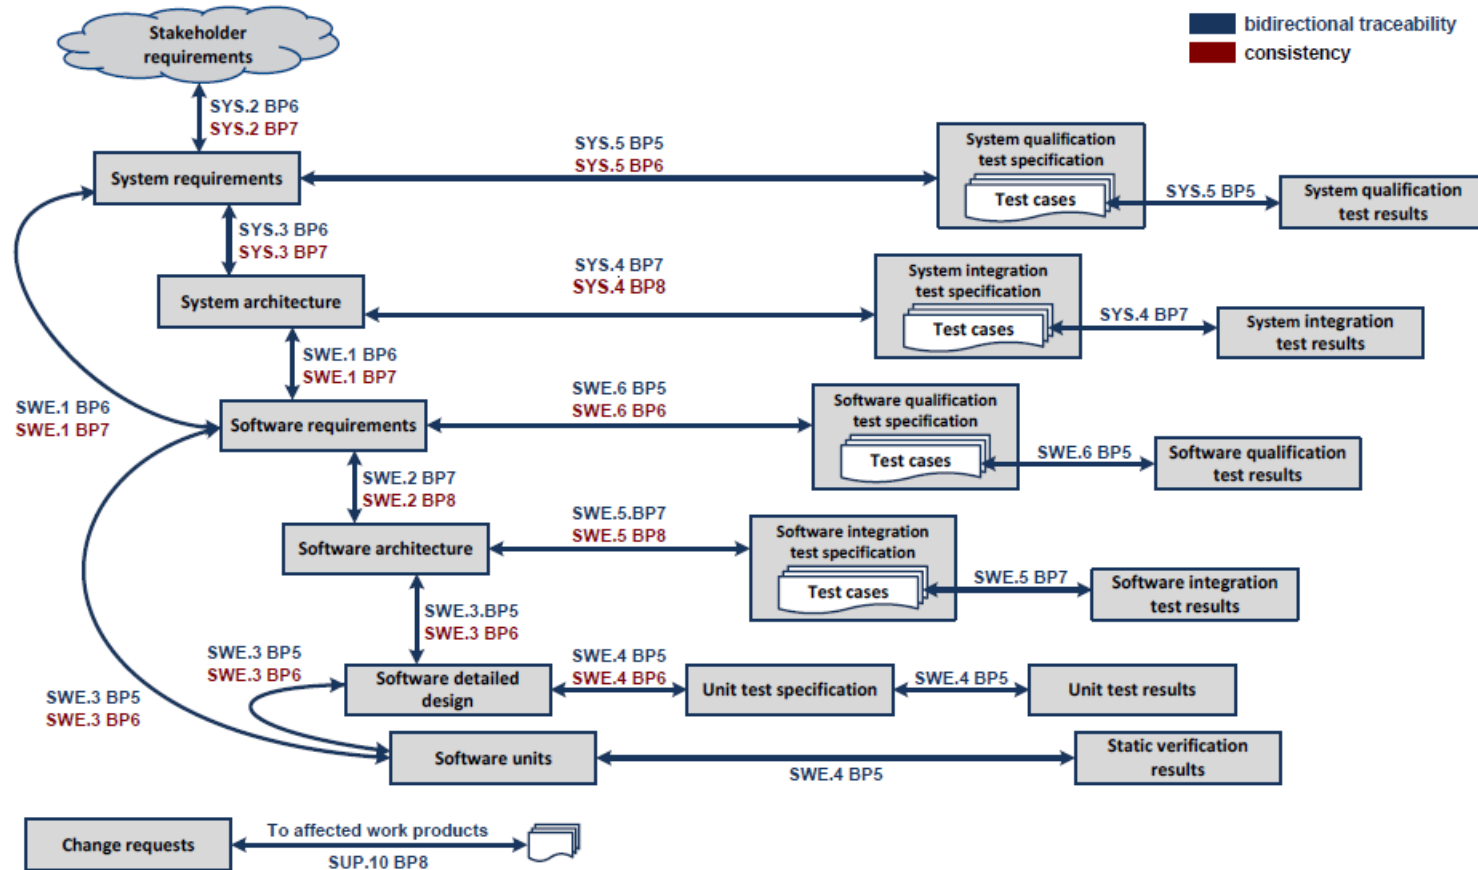 Stakeholder
requirements
bidirectional traceability
consistency
SYS.2 BP6
SYS.2 BP7
System requirements
SYS.5 BP5
SYS.5 BP6
System qualification
test specification
Test cases
SYS.5 BP5
System qualification
test results
SYS.3 BP6
SYS.3 BP7
System architecture
SYS.4 BP7
SYS.4 BP8
System integration
test specification
Test cases
SYS.4 BP7
System integration
test results
SWE.1 BP6
SWE.1 BP7
SWE.1 BP6
SWE.1 BP7
Software requirements
SWE.6 BP5
SWE.6 BP6
Software qualification
test specification
Test cases
SWE.6 BP5
Software qualification
test results
SWE.2 BP7
SWE.2 BP8
Software architecture
SWE.5.BP7
SWE.5 BP8
Software integration
test specification
Test cases
SWE.5 BP7
Software integration
test results
SWE.3.BP5
SWE.3 BP6
SWE.3 BP5
SWE.3 BP6
Software detailed
design
SWE.4 BP5
SWE.4 BP6
Unit test specification
SWE.4 BP5
Unit test results
SWE.3 BP5
SWE.3 BP6
Software units
SWE.4 BP5
Static verification
results
Change requests
To affected work products
SUP.10 BP8